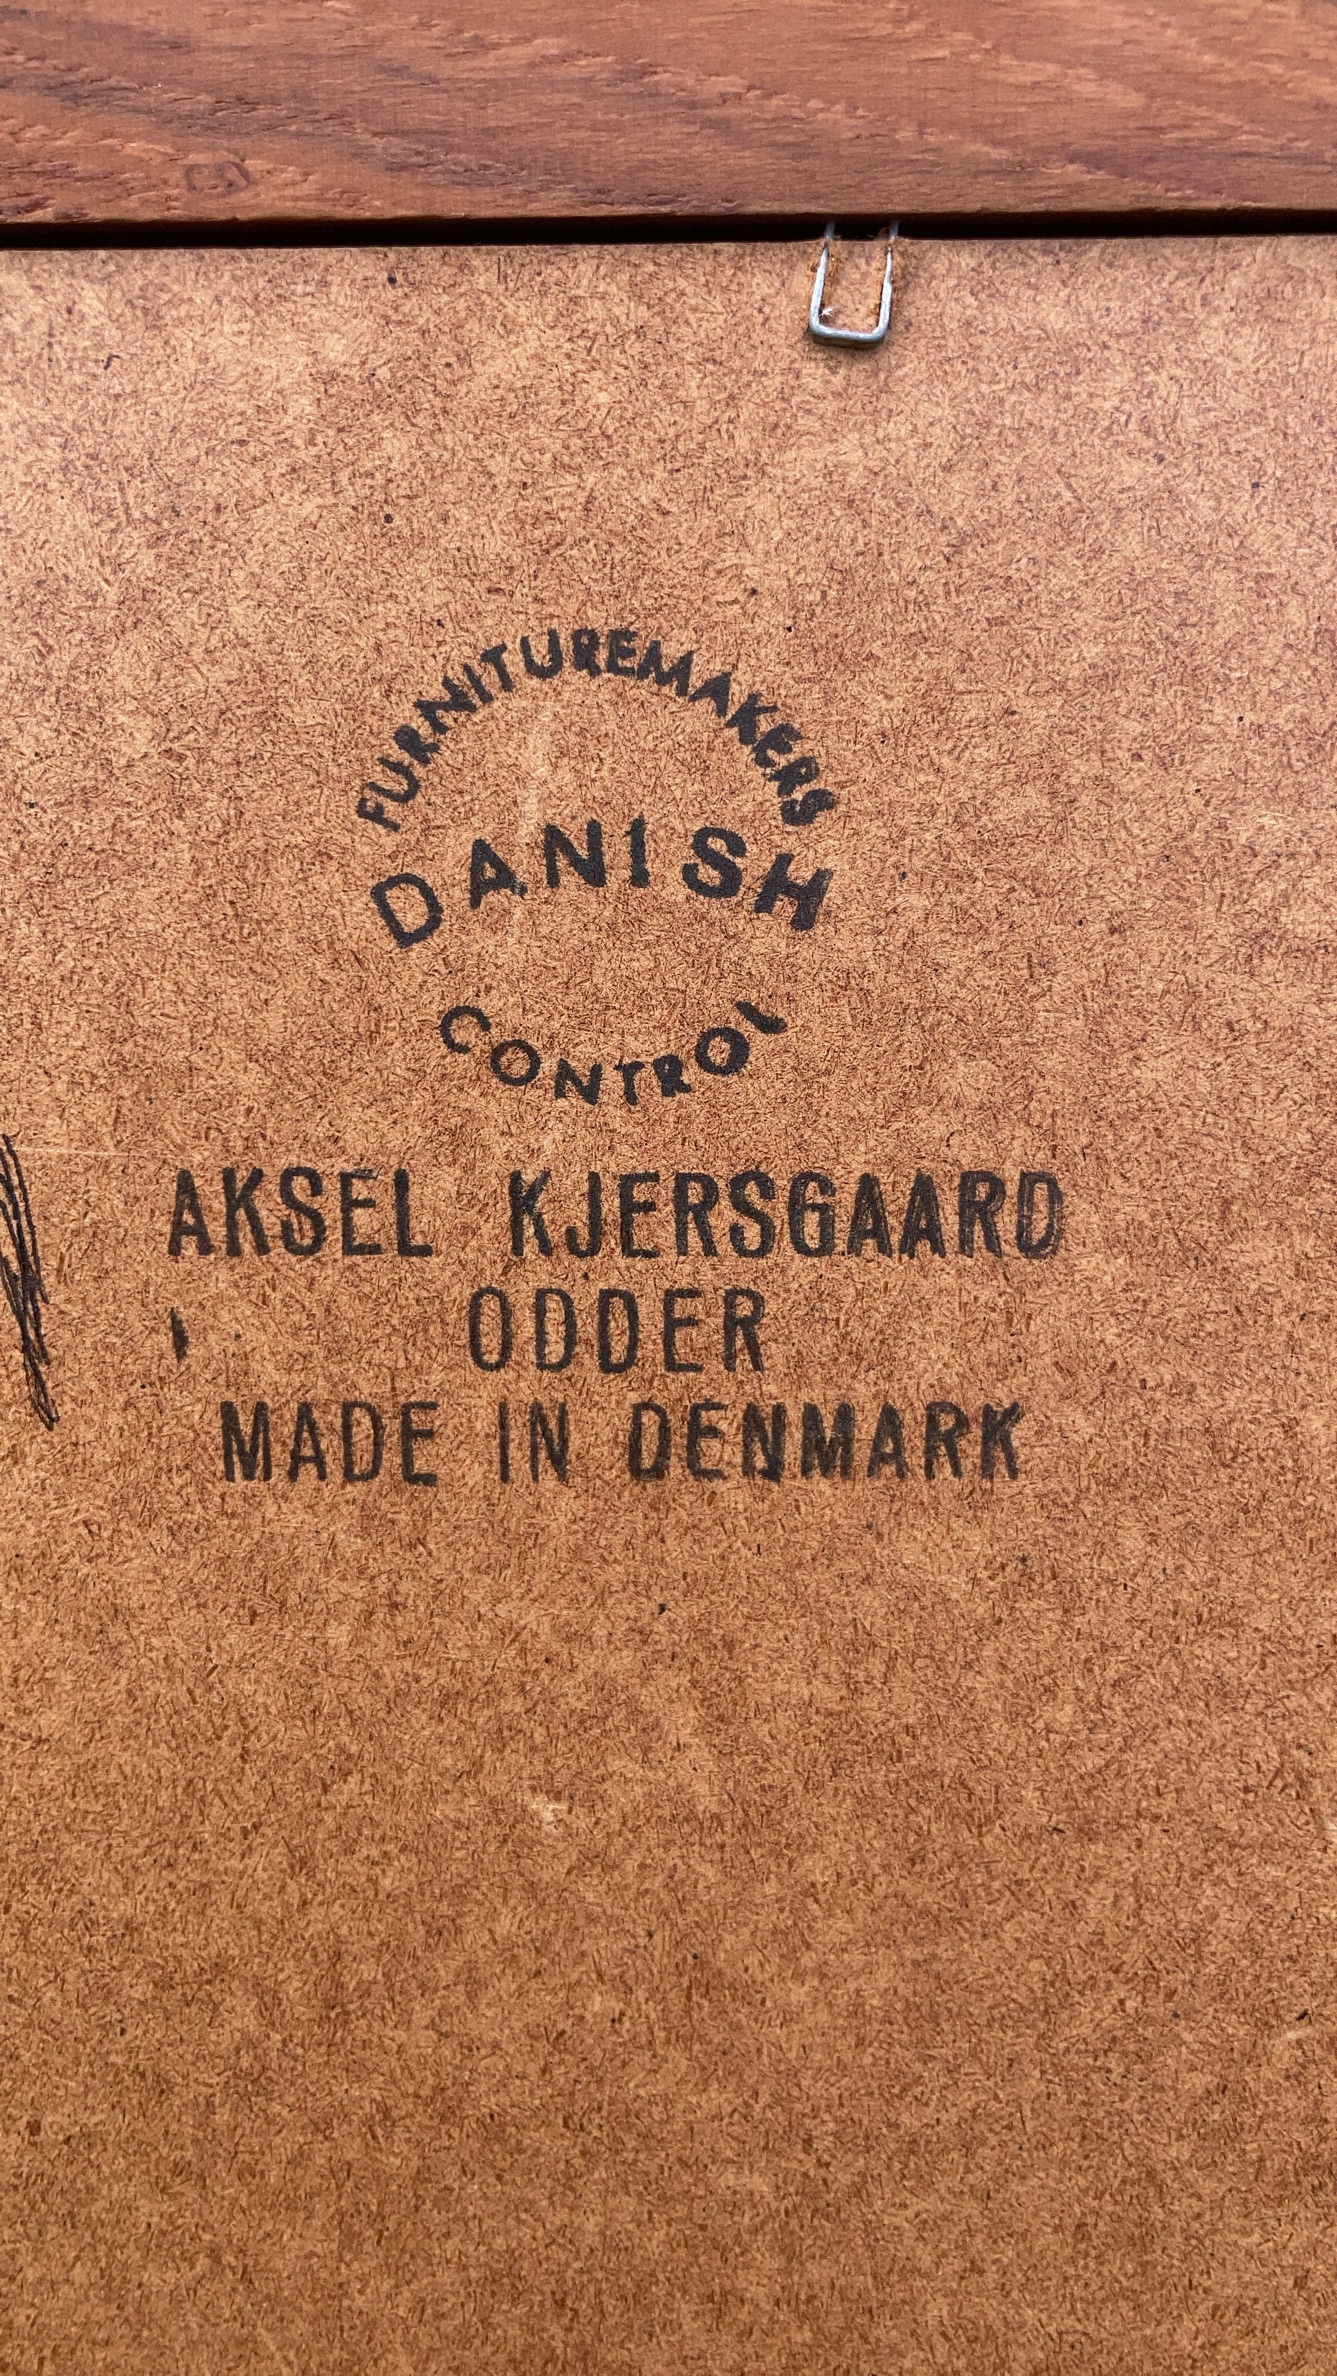 FURNITUREMAKERS
DANISH
CONTROL
AKSEL KJERSGAARD
ODDER
MADE IN DENMARK